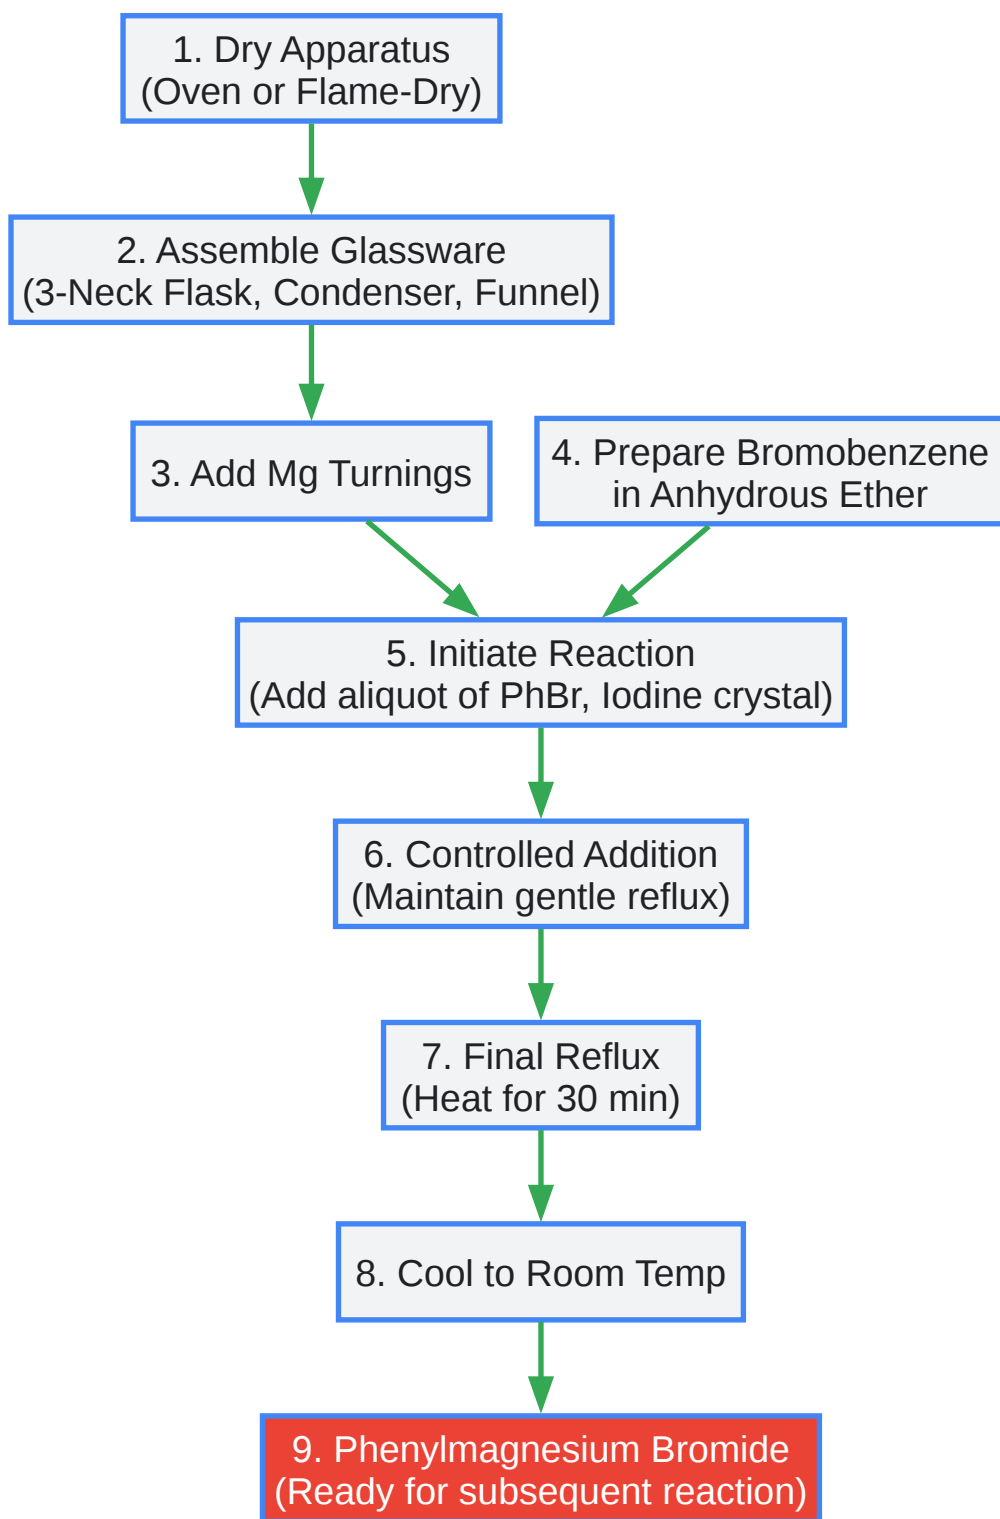 1. Dry Apparatus
(Oven or Flame-Dry)
2. Assemble Glassware
(3-Neck Flask, Condenser, Funnel)
3. Add Mg Turnings
4. Prepare Bromobenzene
in Anhydrous Ether
5. Initiate Reaction
(Add aliquot of PhBr, Iodine crystal)
6. Controlled Addition
(Maintain gentle reflux)
7. Final Reflux
(Heat for 30 min)
8. Cool to Room Temp
9. Phenylmagnesium Bromide
(Ready for subsequent reaction)